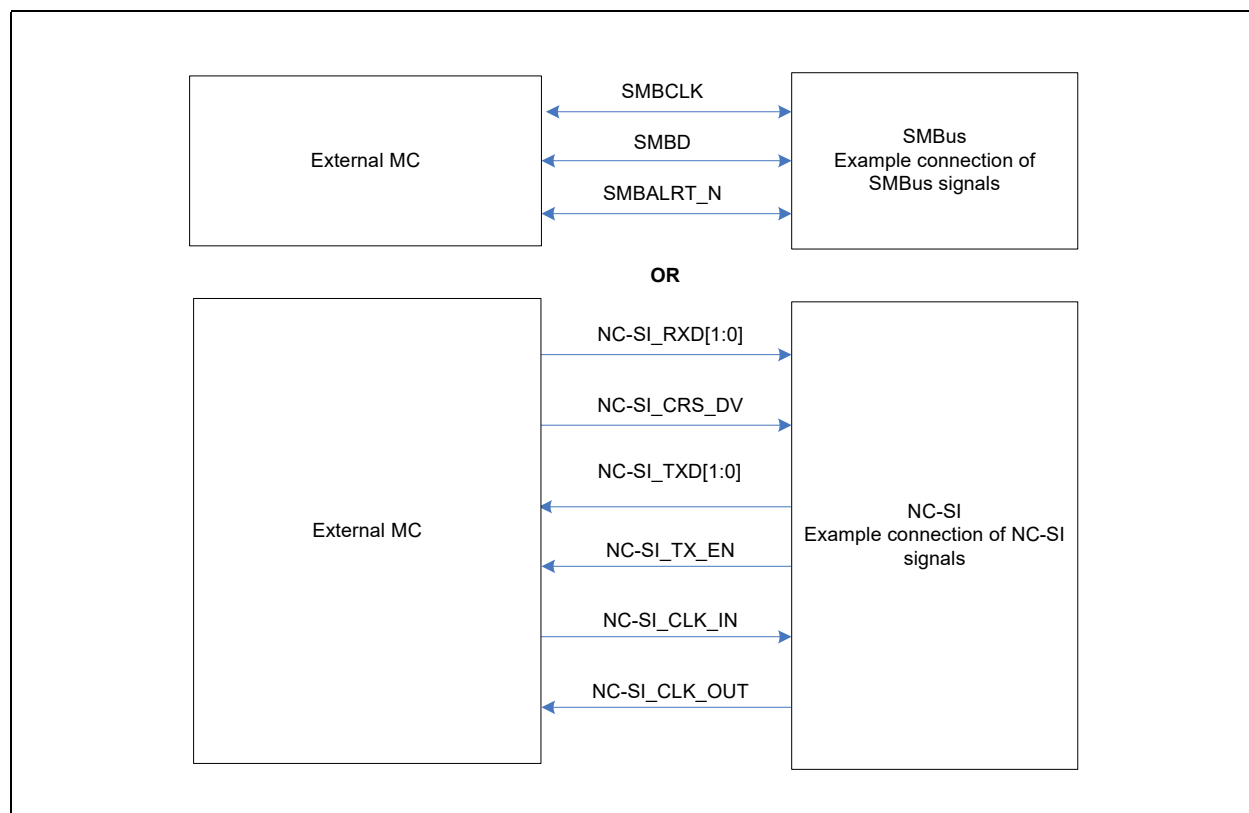 SMBCLK
SMBD
SMBALRT_N
External MC
SMBus
Example connection of
SMBus signals
OR
NC-SI_RXD[1:0]
NC-SI_CRS_DV
NC-SI_TXD[1:0]
NC-SI_TX_EN
NC-SI_CLK_IN
NC-SI_CLK_OUT
External MC
NC-SI
Example connection of NC-SI
signals